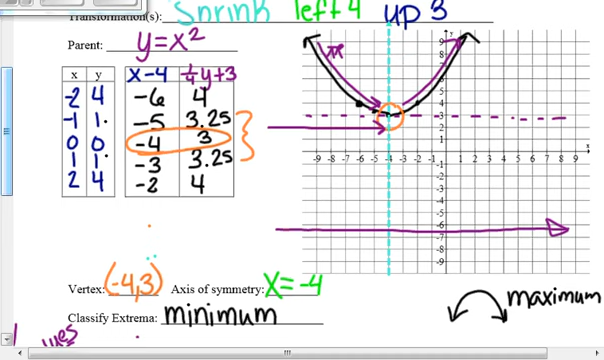 Transformation(s): Shrink left 4 up 3
Parent: y=x²
x y x-4 ¼y+3
-2 4 -6 4
-1 1 -5 3.25
0 0 -4 3
1 1 -3 3.25
2 4 -2 4
y
9
8
7
6
5
4
3
2
1
-9 -8 -7 -6 -5 -4 -3 -2 -1 1 2 3 4 5 6 7 8 9 x
-1
-2
-3
-4
-5
-6
-7
-8
-9
Vertex: (-4,3) Axis of symmetry: x=-4
maximum
Classify Extrema: minimum